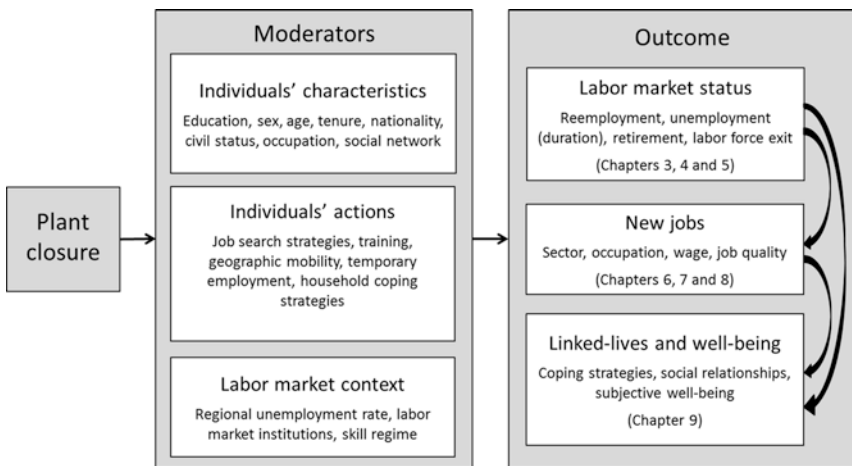 Plant
closure
Moderators
Individuals' characteristics
Education, sex, age, tenure, nationality,
civil status, occupation, social network
Individuals' actions
Job search strategies, training,
geographic mobility, temporary
employment, household coping
strategies
Labor market context
Regional unemployment rate, labor
market institutions, skill regime
Outcome
Labor market status
Reemployment, unemployment
(duration), retirement, labor force exit
(Chapters 3, 4 and 5)
New jobs
Sector, occupation, wage, job quality
(Chapters 6, 7 and 8)
Linked-lives and well-being
Coping strategies, social relationships,
subjective well-being
(Chapter 9)